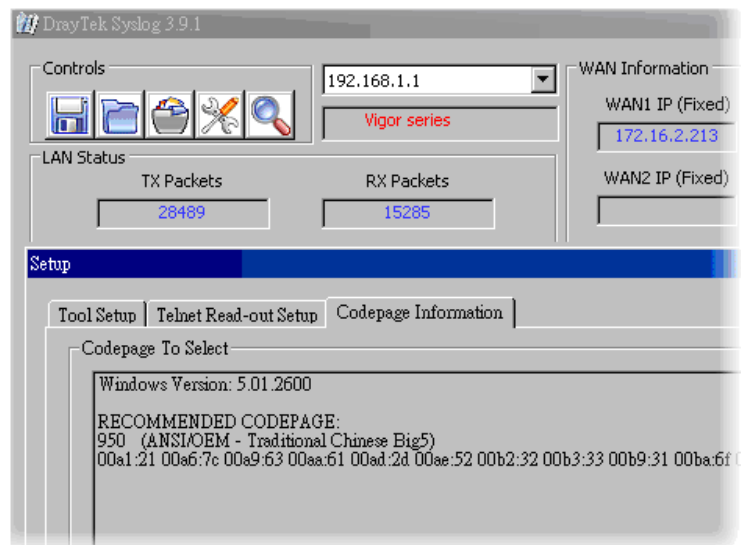 DrayTek Syslog 3.9.1
Controls
192.168.1.1
Vigor series
WAN Information
WAN1 IP (Fixed)
172.16.2.213
LAN Status
TX Packets
RX Packets
WAN2 IP (Fixed)
28489
15285
Setup
Tool Setup
Telnet Read-out Setup
Codepage Information
Codepage To Select
Windows Version: 5.01.2600
RECOMMENDED CODEPAGE:
950 (ANSI/OEM - Traditional Chinese Big5)
00a1:21 00a6:7c 00a9:63 00aa:61 00ad:2d 00ae:52 00b2:32 00b3:33 00b9:31 00ba:6f